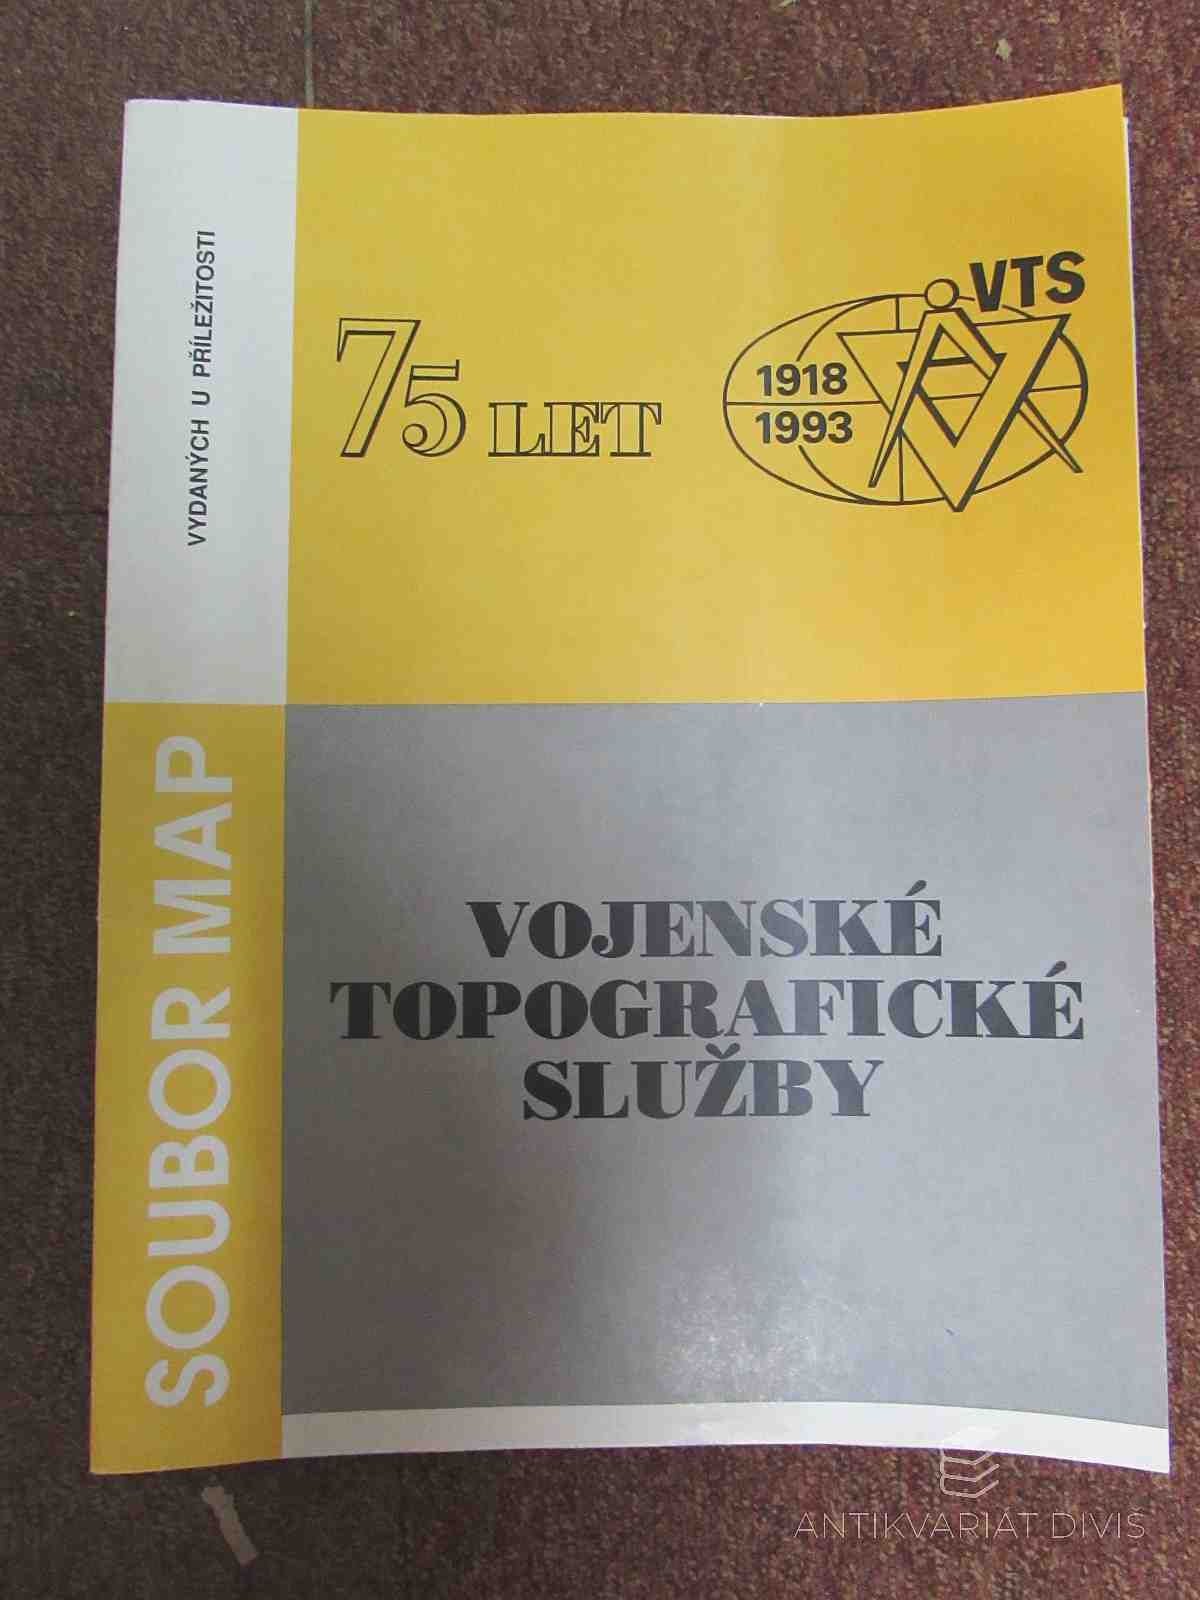 SOUBOR MAP
VYDANÝCH U PŘÍLEŽITOSTI
75 LET
VTS
1918
1993
VOJENSKÉ
TOPOGRAFICKÉ
SLUŽBY
ANTIKVARIÁT DIVIŠ